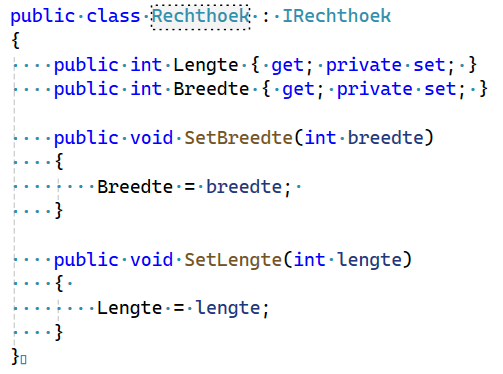 public class Rechthoek : IRechthoek
{
    public int Lengte { get; private set; }
    public int Breedte { get; private set; }

    public void SetBreedte(int breedte)
    {
        Breedte = breedte;
    }

    public void SetLengte(int lengte)
    {
        Lengte = lengte;
    }
}